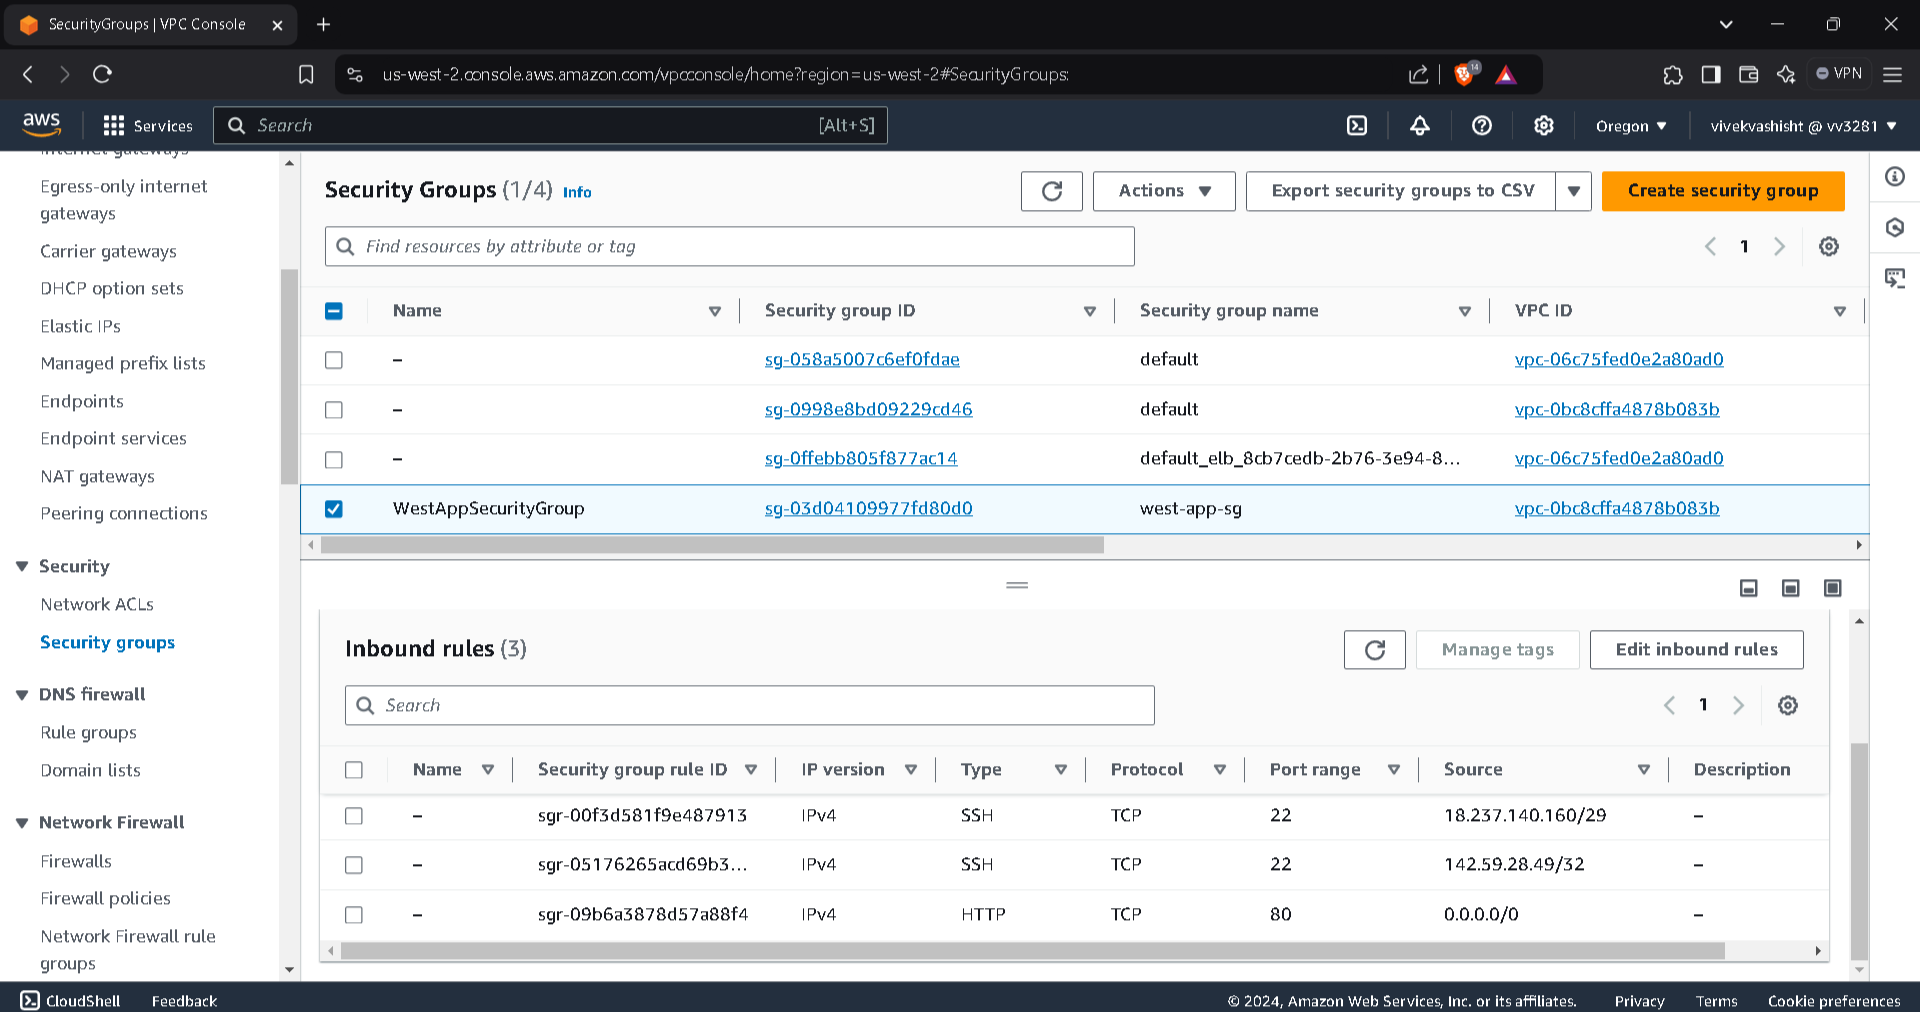 SecurityGroups | VPC Console
us-west-2.console.aws.amazon.com/vpcconsole/home?region=us-west-2#SecurityGroups:
14
VPN
aws
Services
Search
[Alt+S]
Oregon
vivekvashisht @ vv3281
Internet gateways
Egress-only internet
gateways
Carrier gateways
DHCP option sets
Elastic IPs
Managed prefix lists
Endpoints
Endpoint services
NAT gateways
Peering connections
Security
Network ACLs
Security groups
DNS firewall
Rule groups
Domain lists
Network Firewall
Firewalls
Firewall policies
Network Firewall rule
groups
Security Groups (1/4) Info
Actions
Export security groups to CSV
Create security group
Find resources by attribute or tag
1
Name Security group ID Security group name VPC ID
– sg-058a5007c6ef0fdae default vpc-06c75fed0e2a80ad0
– sg-0998e8bd09229cd46 default vpc-0bc8cffa4878b083b
– sg-0ffebb805f877ac14 default_elb_8cb7cedb-2b76-3e94-8... vpc-06c75fed0e2a80ad0
WestAppSecurityGroup sg-03d04109977fd80d0 west-app-sg vpc-0bc8cffa4878b083b
Inbound rules (3)
Manage tags
Edit inbound rules
Search
1
Name Security group rule ID IP version Type Protocol Port range Source Description
– sgr-00f3d581f9e487913 IPv4 SSH TCP 22 18.237.140.160/29 –
– sgr-05176265acd69b3... IPv4 SSH TCP 22 142.59.28.49/32 –
– sgr-09b6a3878d57a88f4 IPv4 HTTP TCP 80 0.0.0.0/0 –
CloudShell Feedback © 2024, Amazon Web Services, Inc. or its affiliates. Privacy Terms Cookie preferences